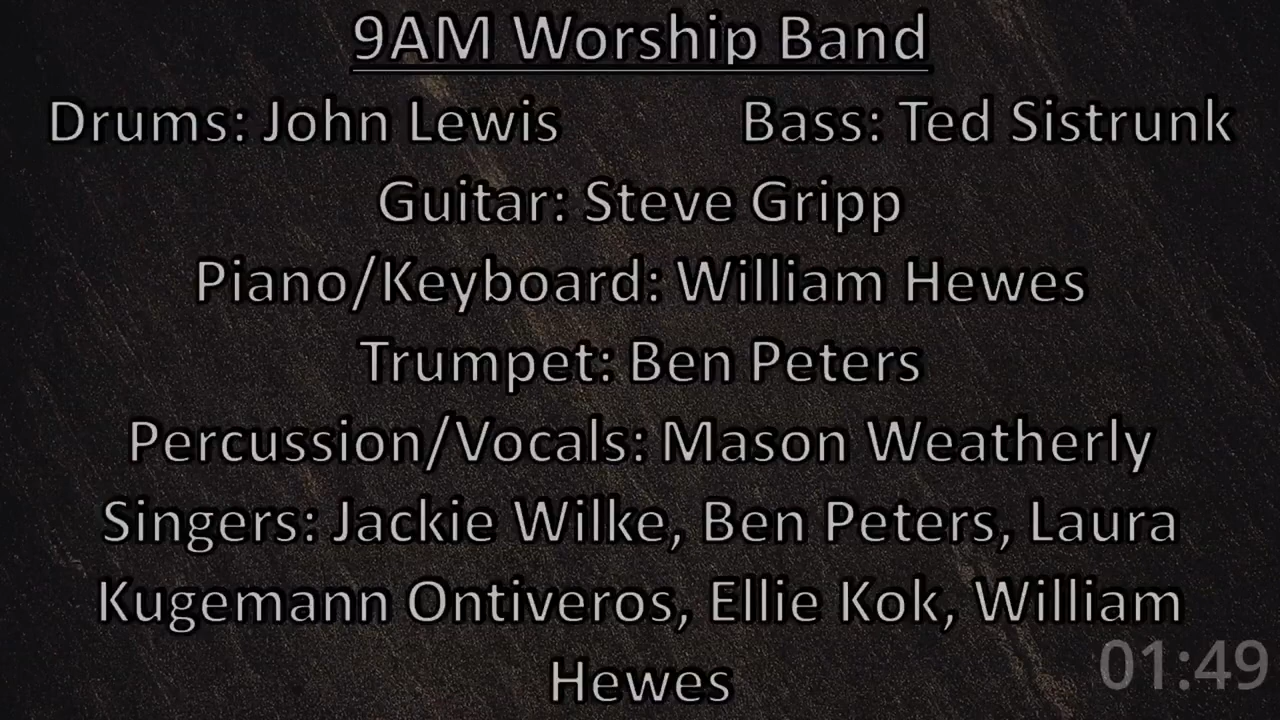 9AM Worship Band
Drums: John Lewis Bass: Ted Sistrunk
Guitar: Steve Gripp
Piano/Keyboard: William Hewes
Trumpet: Ben Peters
Percussion/Vocals: Mason Weatherly
Singers: Jackie Wilke, Ben Peters, Laura
Kugemann Ontiveros, Ellie Kok, William
Hewes
01:49